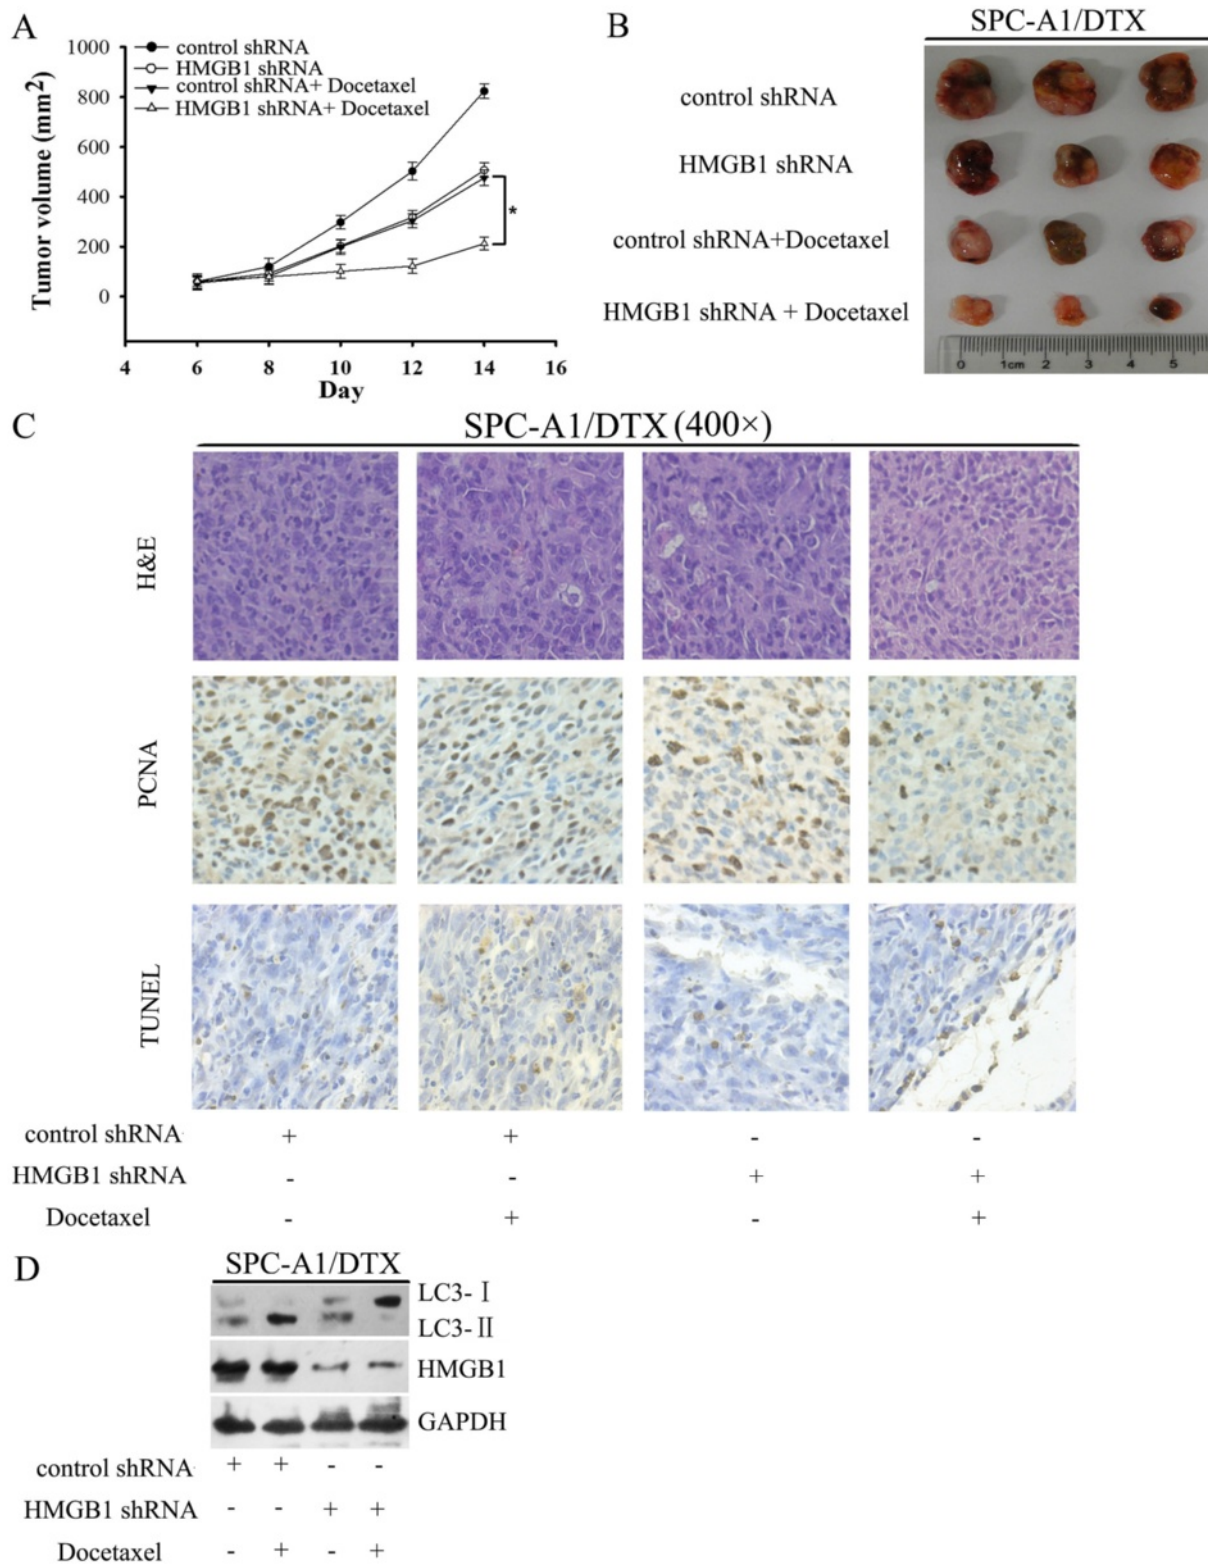 A
Tumor volume (mm²)
1000
800
600
400
200
0
control shRNA
HMGB1 shRNA
control shRNA+ Docetaxel
HMGB1 shRNA+ Docetaxel
*
4 6 8 10 12 14 16
Day
B
SPC-A1/DTX
control shRNA
HMGB1 shRNA
control shRNA+Docetaxel
HMGB1 shRNA + Docetaxel
0 1cm 2 3 4 5
C
SPC-A1/DTX (400×)
H&E
PCNA
TUNEL
control shRNA + + - -
HMGB1 shRNA - - + +
Docetaxel - + - +
D
SPC-A1/DTX
LC3-Ⅰ
LC3-Ⅱ
HMGB1
GAPDH
control shRNA + + - -
HMGB1 shRNA - - + +
Docetaxel - + - +